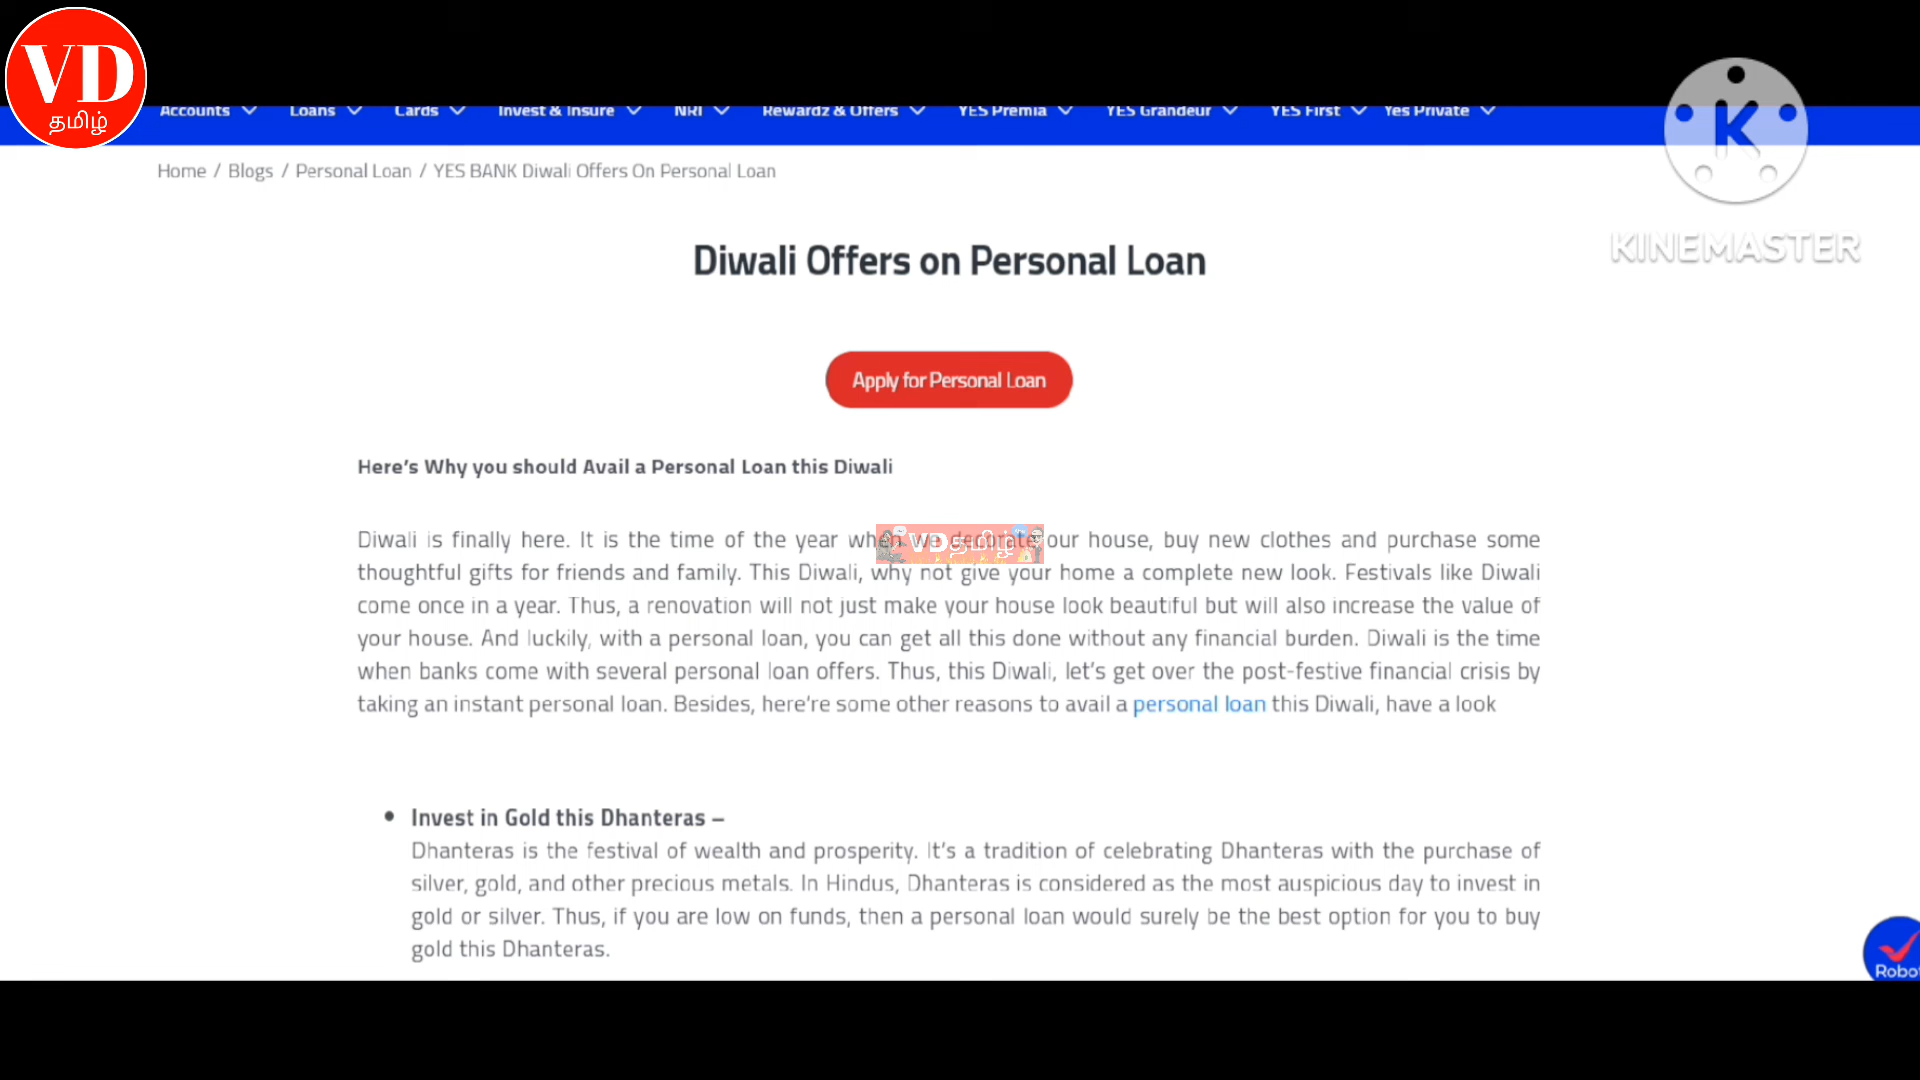 VD
தமிழ்
Accounts Loans Cards Invest & Insure NRI Rewardz & Offers YES Premia YES Grandeur YES First Yes Private
K
KINEMASTER
Home / Blogs / Personal Loan / YES BANK Diwali Offers On Personal Loan
Diwali Offers on Personal Loan
Apply for Personal Loan
Here's Why you should Avail a Personal Loan this Diwali
Diwali is finally here. It is the time of the year when we decorate our house, buy new clothes and purchase some
VDதமிழ்
thoughtful gifts for friends and family. This Diwali, why not give your home a complete new look. Festivals like Diwali
come once in a year. Thus, a renovation will not just make your house look beautiful but will also increase the value of
your house. And luckily, with a personal loan, you can get all this done without any financial burden. Diwali is the time
when banks come with several personal loan offers. Thus, this Diwali, let's get over the post-festive financial crisis by
taking an instant personal loan. Besides, here're some other reasons to avail a personal loan this Diwali, have a look
• Invest in Gold this Dhanteras –
Dhanteras is the festival of wealth and prosperity. It's a tradition of celebrating Dhanteras with the purchase of
silver, gold, and other precious metals. In Hindus, Dhanteras is considered as the most auspicious day to invest in
gold or silver. Thus, if you are low on funds, then a personal loan would surely be the best option for you to buy
gold this Dhanteras.
Robo